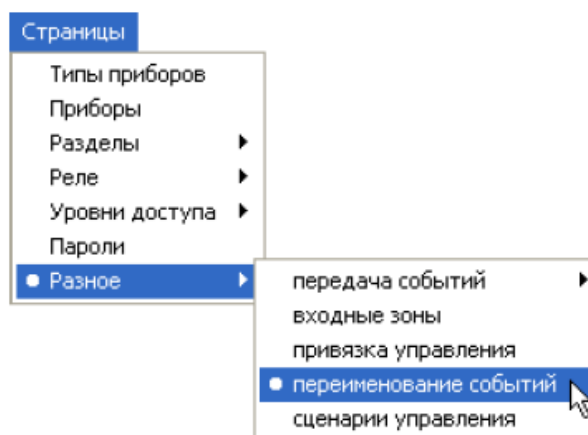 Страницы
Типы приборов
Приборы
Разделы
Реле
Уровни доступа
Пароли
Разное
передача событий
входные зоны
привязка управления
переименование событий
сценарии управления